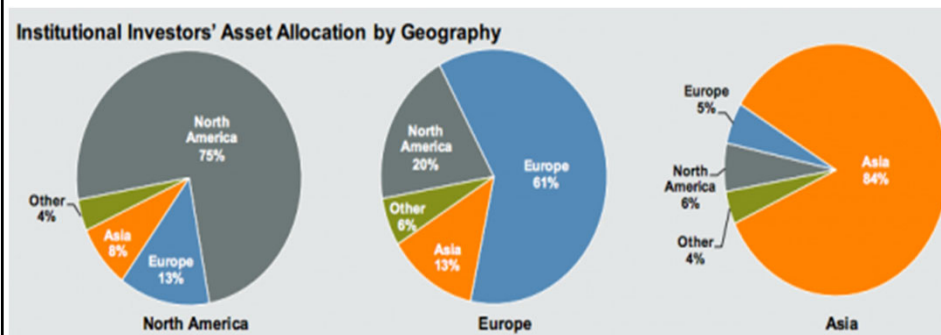 Institutional Investors' Asset Allocation by Geography
North
America
75%
Other
4%
Asia
8%
Europe
13%
North America
North
America
20%
Europe
61%
Other
6%
Asia
13%
Europe
Europe
5%
Asia
84%
North
America
6%
Other
4%
Asia